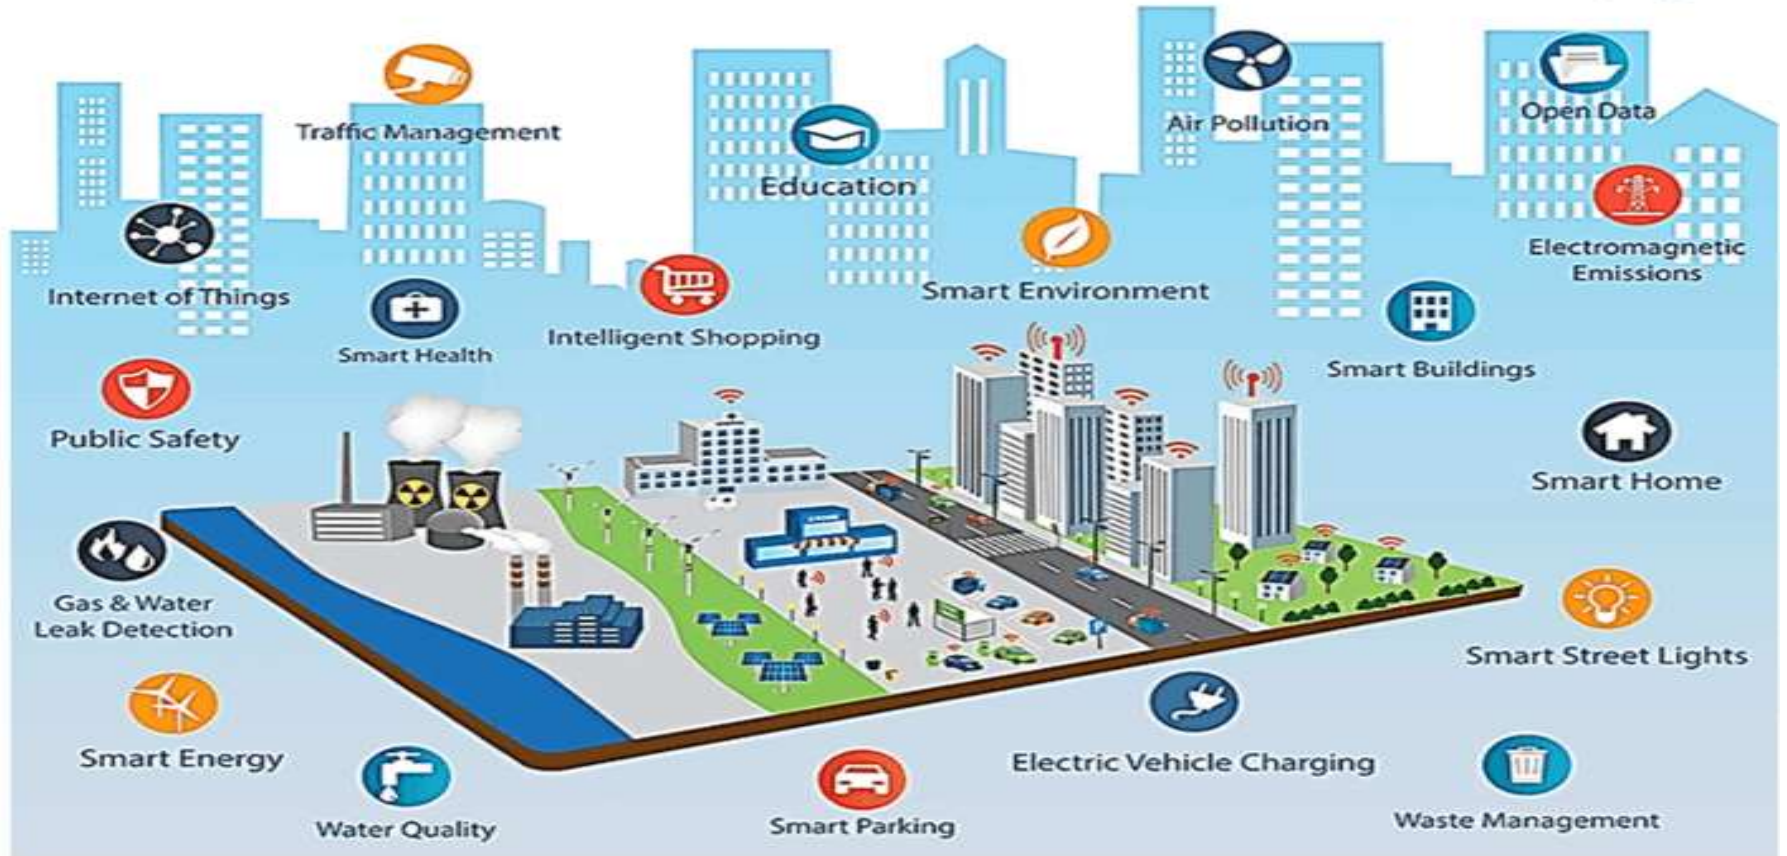 Traffic Management
Education
Air Pollution
Open Data
Electromagnetic
Emissions
Internet of Things
Smart Health
Intelligent Shopping
Smart Environment
Smart Buildings
Public Safety
Smart Home
Gas & Water
Leak Detection
Smart Street Lights
Smart Energy
Water Quality
Smart Parking
Electric Vehicle Charging
Waste Management
P